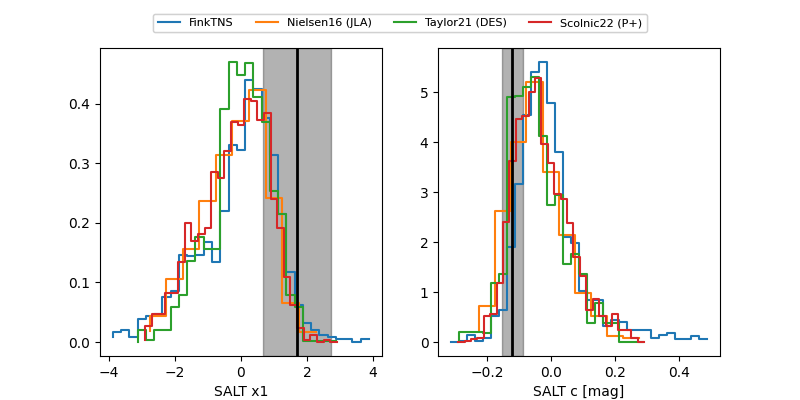 FinkTNS Nielsen16 (JLA) Taylor21 (DES) Scolnic22 (P+)
0.4
0.3
0.2
0.1
0.0
−4 −2 0 2 4
SALT x1
5
4
3
2
1
0
−0.2 0.0 0.2 0.4
SALT c [mag]